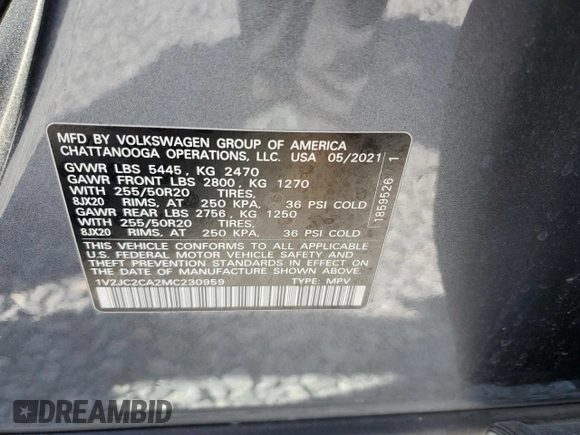 MFD BY VOLKSWAGEN GROUP OF AMERICA
CHATTANOOGA OPERATIONS, LLC. USA 05/2021
GVWR LBS 5445, KG 2470
GAWR FRONT LBS 2800, KG 1270
WITH 255/50R20 TIRES,
8JX20 RIMS, AT 250 KPA, 36 PSI COLD
GAWR REAR LBS 2756, KG 1250
WITH 255/50R20 TIRES,
8JX20 RIMS, AT 250 KPA, 36 PSI COLD
THIS VEHICLE CONFORMS TO ALL APPLICABLE
U.S. FEDERAL MOTOR VEHICLE SAFETY AND
THEFT PREVENTION STANDARDS IN EFFECT ON
THE DATE OF MANUFACTURE SHOWN ABOVE.
1V2JC2CA2MC230959 TYPE: MPV
1859526 1
DREAMBID